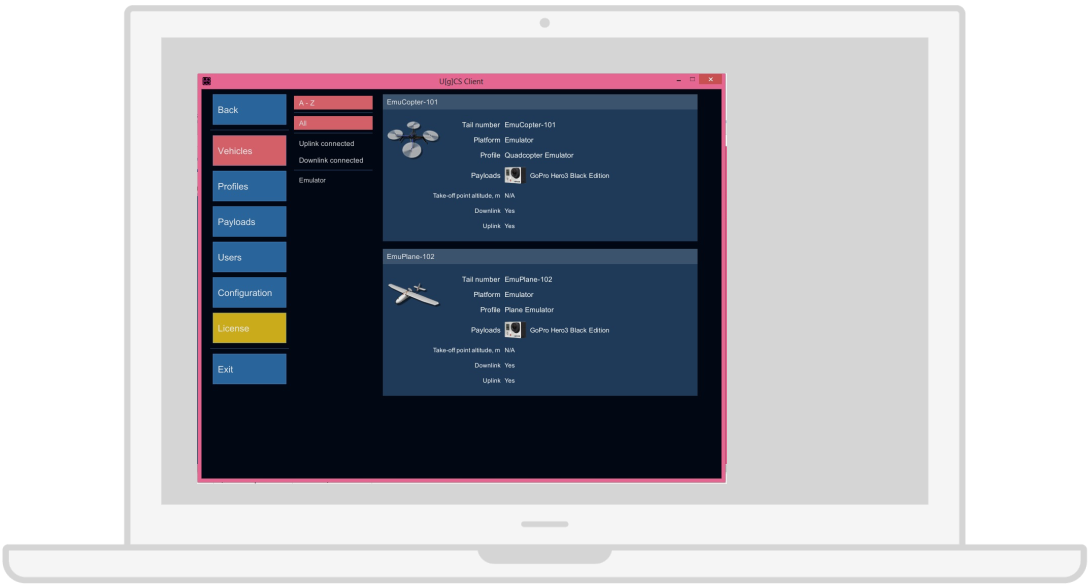 U[g]CS Client
Back
Vehicles
Profiles
Payloads
Users
Configuration
License
Exit
A - Z
All
Uplink connected
Downlink connected
Emulator
EmuCopter-101
Tail number EmuCopter-101
Platform Emulator
Profile Quadcopter Emulator
Payloads GoPro Hero3 Black Edition
Take-off point altitude, m N/A
Downlink Yes
Uplink Yes
EmuPlane-102
Tail number EmuPlane-102
Platform Emulator
Profile Plane Emulator
Payloads GoPro Hero3 Black Edition
Take-off point altitude, m N/A
Downlink Yes
Uplink Yes